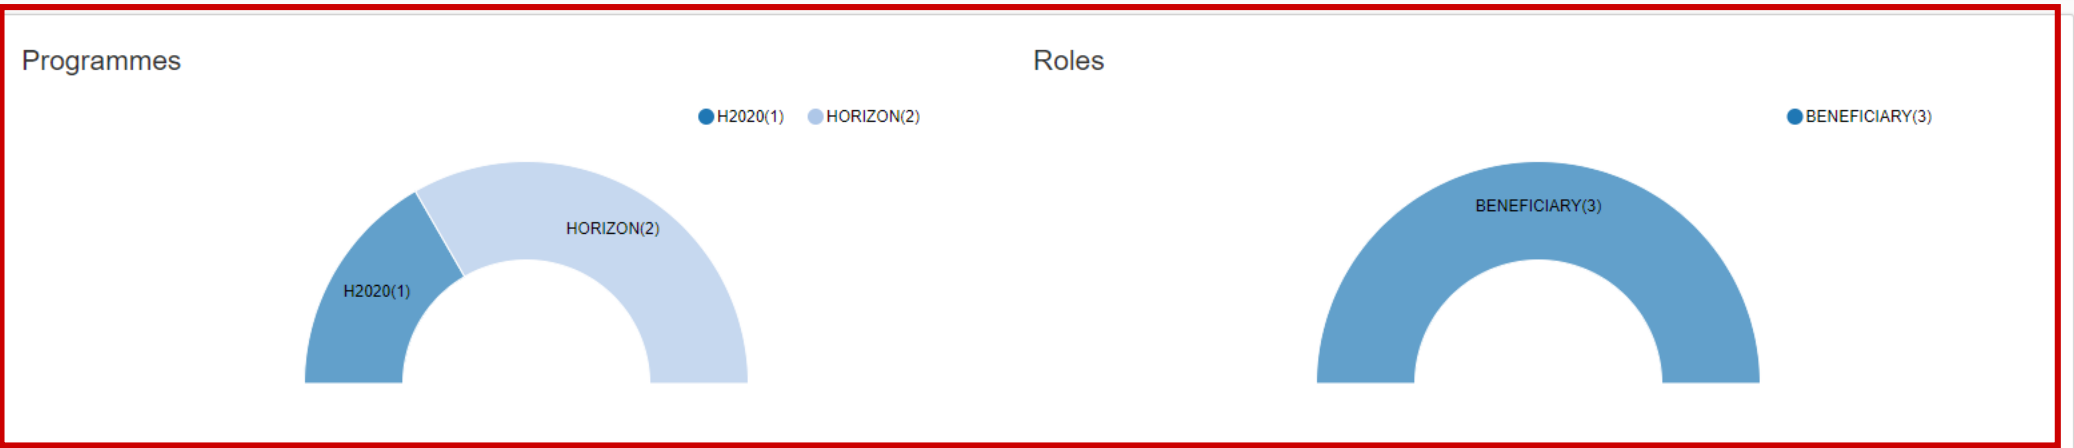 Programmes
H2020(1) HORIZON(2)
HORIZON(2)
H2020(1)
Roles
BENEFICIARY(3)
BENEFICIARY(3)